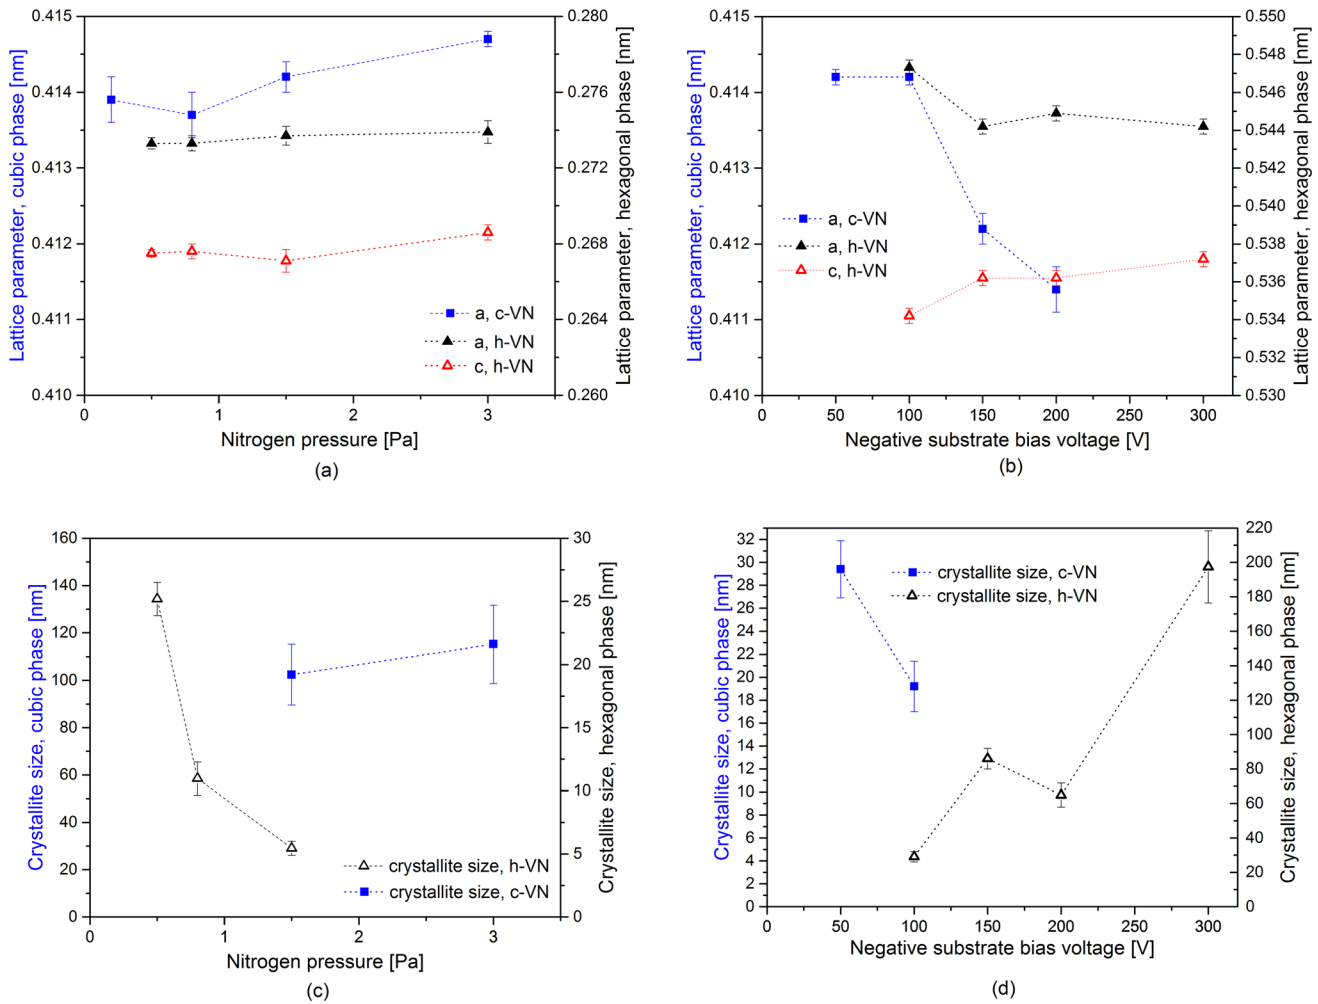 Lattice parameter, cubic phase [nm]
0.415
0.414
0.413
0.412
0.411
0.410
0.280
0.276
0.272
0.268
0.264
0.260
Lattice parameter, hexagonal phase [nm]
a, c-VN
a, h-VN
c, h-VN
0 1 2 3
Nitrogen pressure [Pa]
(a)
Lattice parameter, cubic phase [nm]
0.415
0.414
0.413
0.412
0.411
0.410
0.550
0.548
0.546
0.544
0.542
0.540
0.538
0.536
0.534
0.532
0.530
Lattice parameter, hexagonal phase [nm]
a, c-VN
a, h-VN
c, h-VN
0 50 100 150 200 250 300
Negative substrate bias voltage [V]
(b)
Crystallite size, cubic phase [nm]
160
140
120
100
80
60
40
20
0
30
25
20
15
10
5
0
Crystallite size, hexagonal phase [nm]
crystallite size, h-VN
crystallite size, c-VN
0 1 2 3
Nitrogen pressure [Pa]
(c)
Crystallite size, cubic phase [nm]
32
30
28
26
24
22
20
18
16
14
12
10
8
6
4
2
0
220
200
180
160
140
120
100
80
60
40
20
0
Crystallite size, hexagonal phase [nm]
crystallite size, c-VN
crystallite size, h-VN
0 50 100 150 200 250 300
Negative substrate bias voltage [V]
(d)